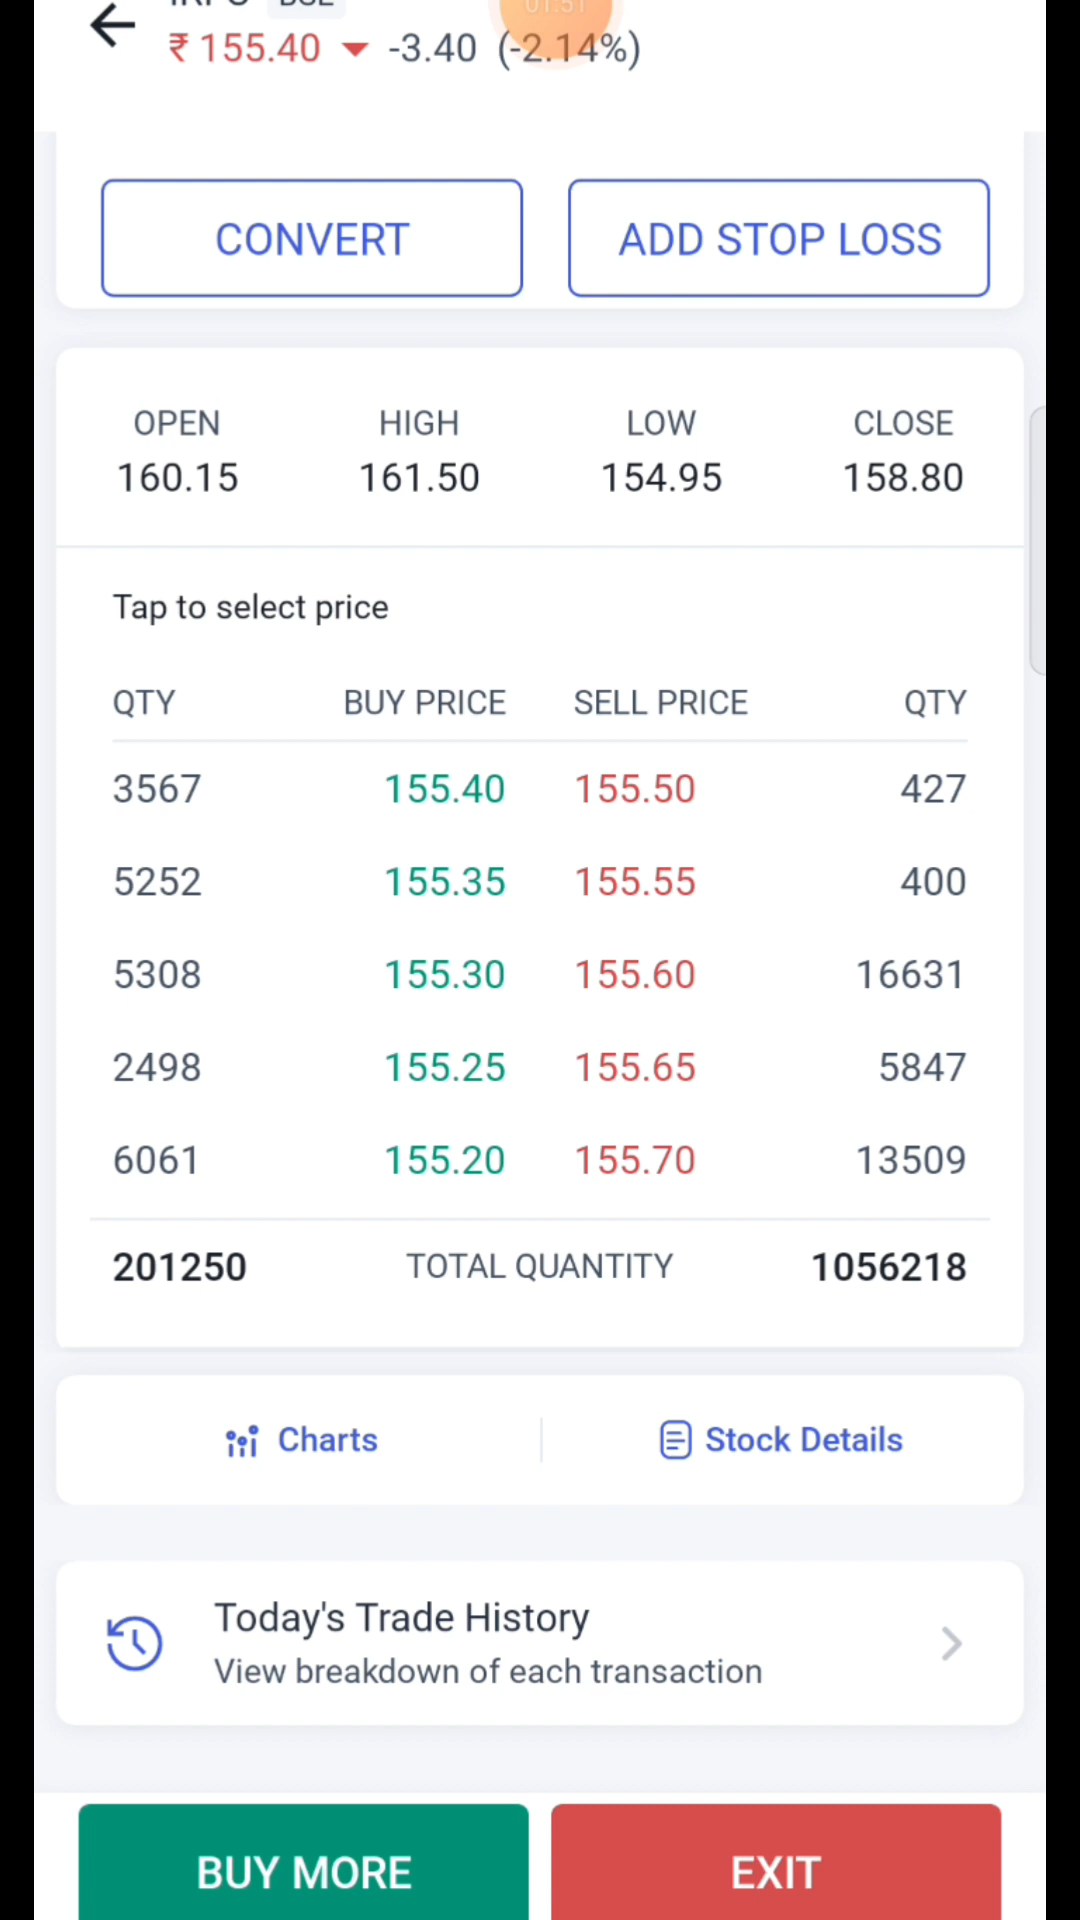 01:51
₹ 155.40 -3.40 (-2.14%)
CONVERT ADD STOP LOSS
OPEN HIGH LOW CLOSE
160.15 161.50 154.95 158.80
Tap to select price
QTY BUY PRICE SELL PRICE QTY
3567 155.40 155.50 427
5252 155.35 155.55 400
5308 155.30 155.60 16631
2498 155.25 155.65 5847
6061 155.20 155.70 13509
201250 TOTAL QUANTITY 1056218
Charts Stock Details
Today's Trade History
View breakdown of each transaction
BUY MORE EXIT